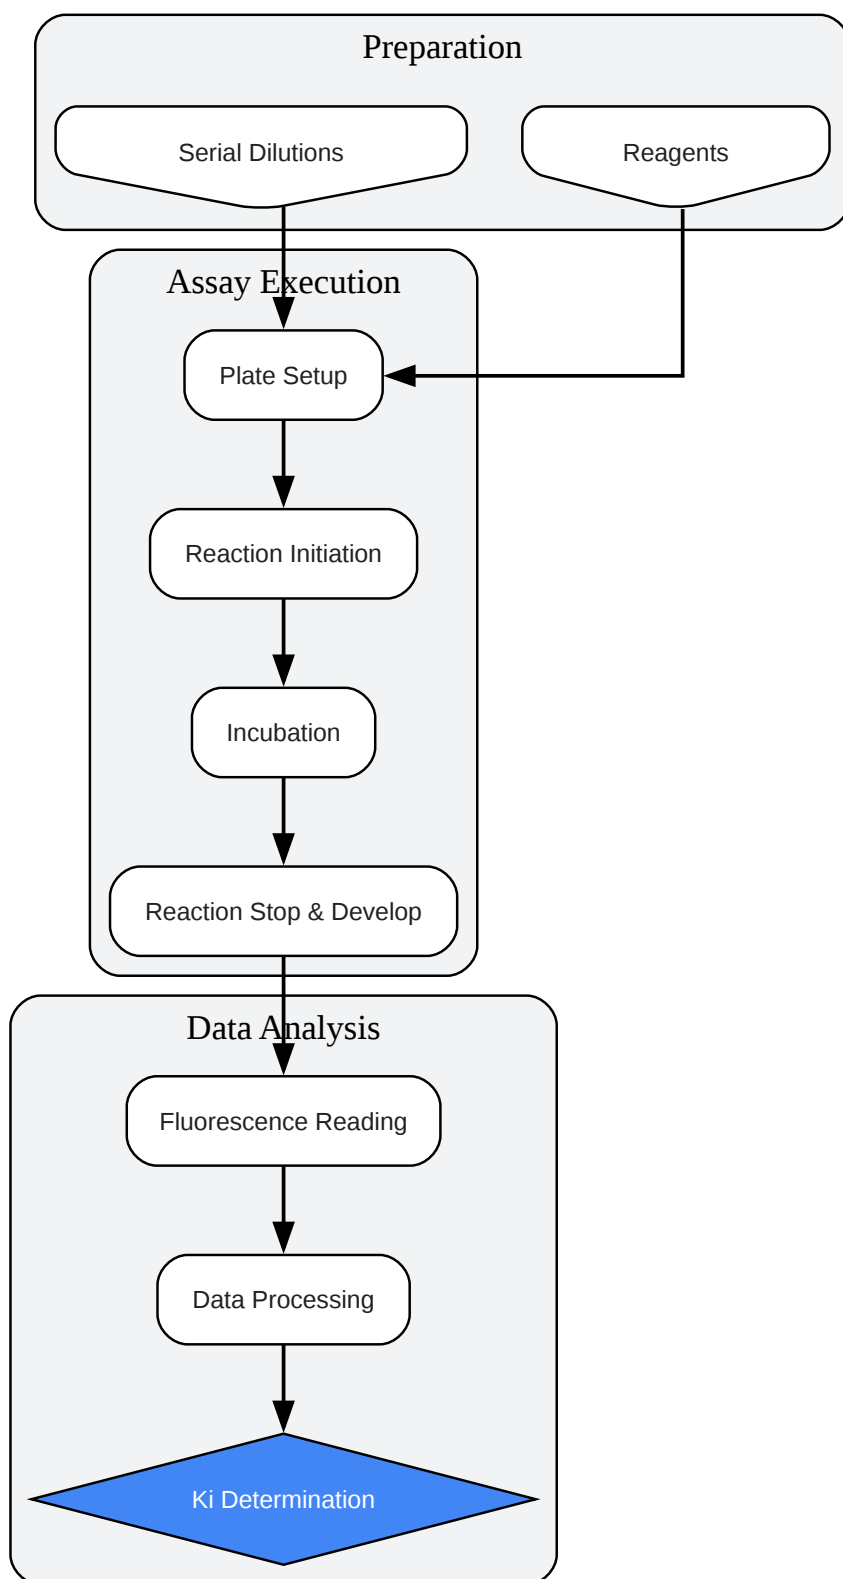 Preparation
Serial Dilutions
Reagents
Assay Execution
Plate Setup
Reaction Initiation
Incubation
Reaction Stop & Develop
Data Analysis
Fluorescence Reading
Data Processing
Ki Determination